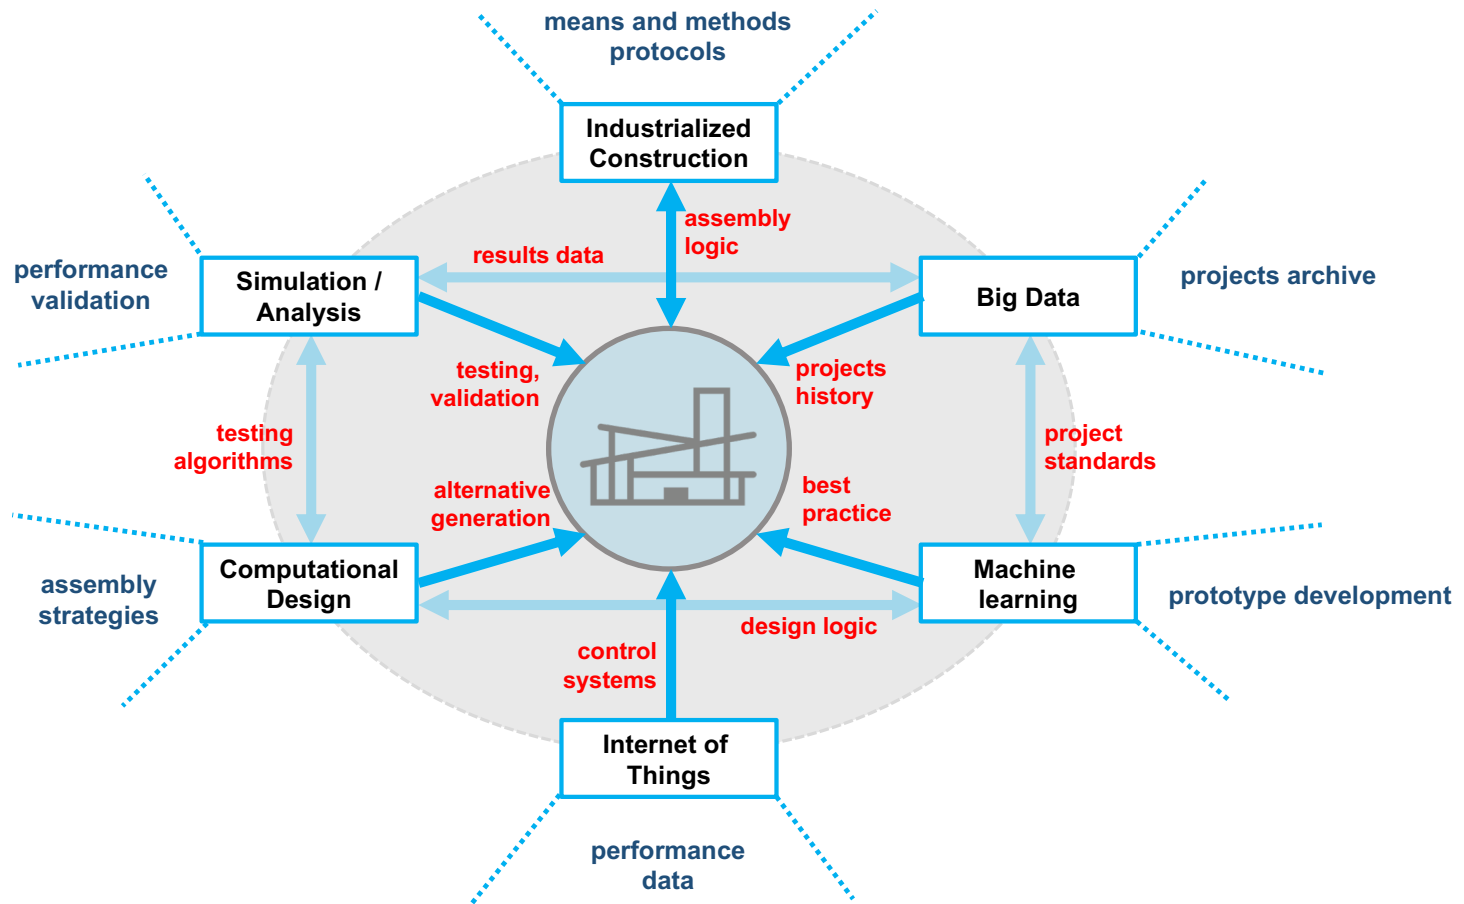 means and methods
protocols
Industrialized
Construction
assembly
logic
results data
performance
validation
Simulation /
Analysis
Big Data
projects archive
testing,
validation
projects
history
testing
algorithms
project
standards
alternative
generation
best
practice
assembly
strategies
Computational
Design
Machine
learning
prototype development
design logic
control
systems
Internet of
Things
performance
data